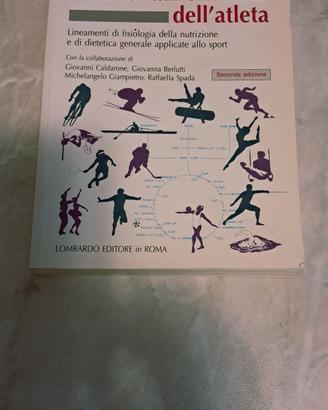 dell'atleta
Lineamenti di fisiologia della nutrizione
e di dietetica generale applicate allo sport
Con la collaborazione di
Giovanni Caldarone, Giovanna Berlutti
Michelangelo Giampietro, Raffaella Spada
Seconda edizione
LOMBARDO EDITORE in ROMA